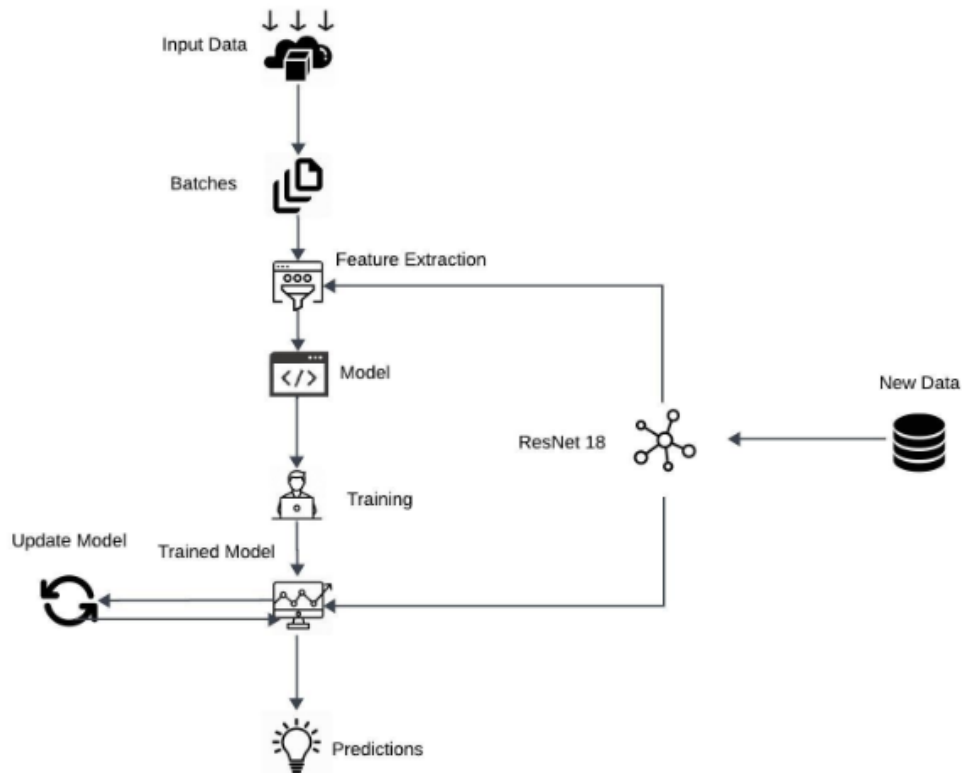 Input Data
Batches
Feature Extraction
Model
New Data
ResNet 18
Training
Update Model
Trained Model
Predictions